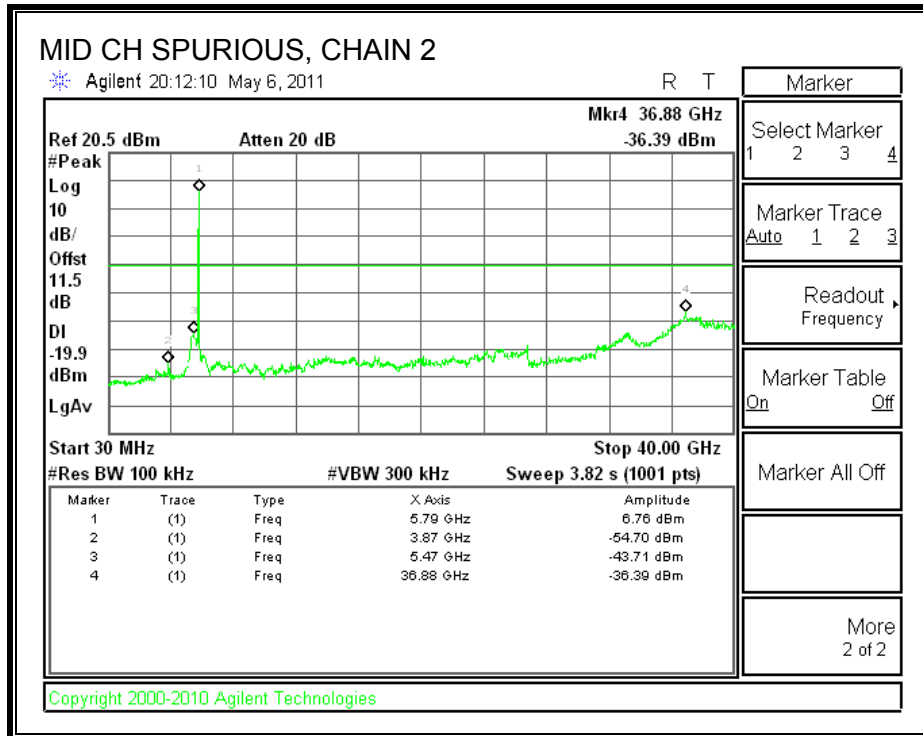 MID CH SPURIOUS, CHAIN 2
Agilent 20:12:10 May 6, 2011 R T
Mkr4 36.88 GHz
Ref 20.5 dBm Atten 20 dB -36.39 dBm
#Peak
Log
10
dB/
Offst
11.5
dB
DI
-19.9
dBm
LgAv
1
2
3
4
Start 30 MHz Stop 40.00 GHz
#Res BW 100 kHz #VBW 300 kHz Sweep 3.82 s (1001 pts)
Marker Trace Type X Axis Amplitude
1 (1) Freq 5.79 GHz 6.76 dBm
2 (1) Freq 3.87 GHz -54.70 dBm
3 (1) Freq 5.47 GHz -43.71 dBm
4 (1) Freq 36.88 GHz -36.39 dBm
Marker
Select Marker
1 2 3 4
Marker Trace
Auto 1 2 3
Readout
Frequency
Marker Table
On Off
Marker All Off
More
2 of 2
Copyright 2000-2010 Agilent Technologies